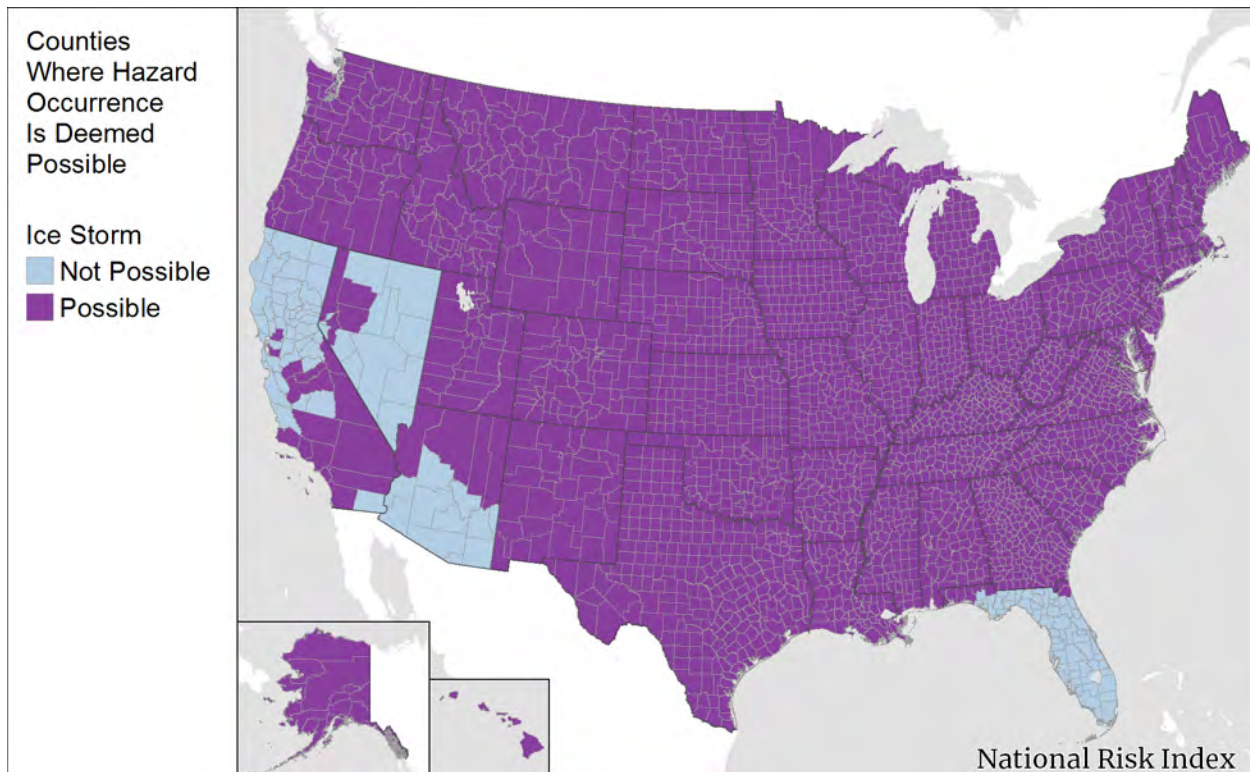 Counties
Where Hazard
Occurrence
Is Deemed
Possible
Ice Storm
Not Possible
Possible
National Risk Index